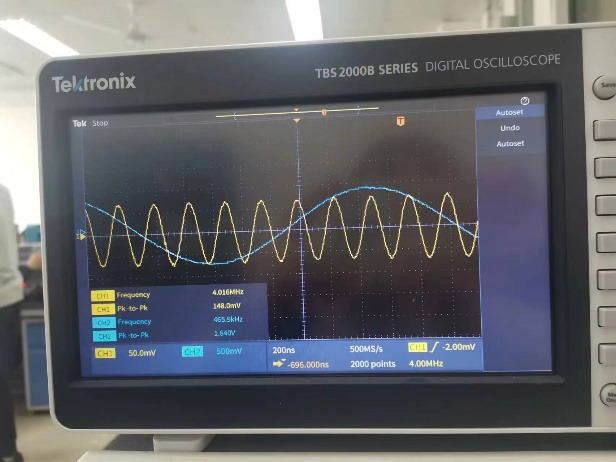 Tektronix
TBS 2000B SERIES DIGITAL OSCILLOSCOPE
Tek Stop
Autoset
Undo
Autoset
CH1 Frequency 4.016MHz
CH1 Pk-to-Pk 148.0mV
CH2 Frequency 465.9kHz
CH2 Pk-to-Pk 1.640V
CH1 50.0mV CH2 500mV 200ns 500MS/s CH1 -2.00mV
-696.000ns 2000 points 4.00MHz